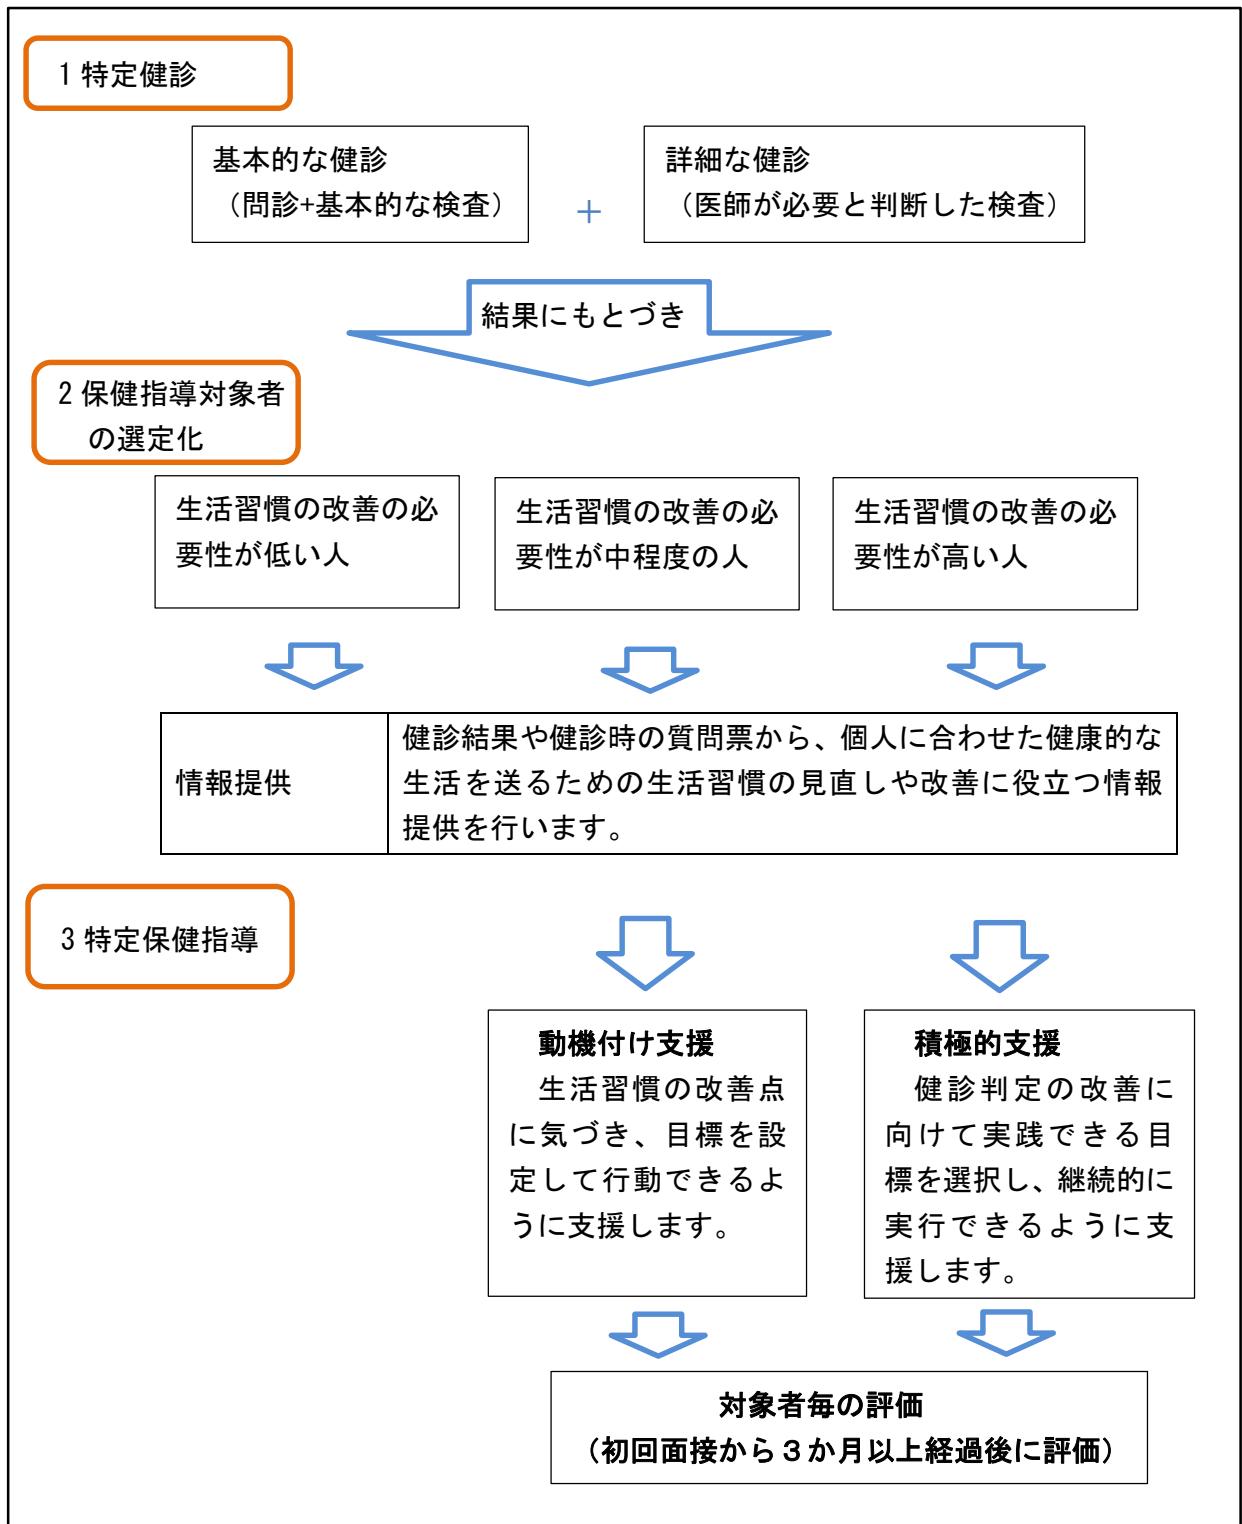 1 特定健診
基本的な健診
（問診+基本的な検査）
＋
詳細な健診
（医師が必要と判断した検査）
結果にもとづき
2 保健指導対象者
の選定化
生活習慣の改善の必
要性が低い人
生活習慣の改善の必
要性が中程度の人
生活習慣の改善の必
要性が高い人
情報提供
健診結果や健診時の質問票から、個人に合わせた健康的な
生活を送るための生活習慣の見直しや改善に役立つ情報
提供を行います。
3 特定保健指導
動機付け支援
生活習慣の改善点
に気づき、目標を設
定して行動できるよ
うに支援します。
積極的支援
健診判定の改善に
向けて実践できる目
標を選択し、継続的に
実行できるように支
援します。
対象者毎の評価
（初回面接から３か月以上経過後に評価）